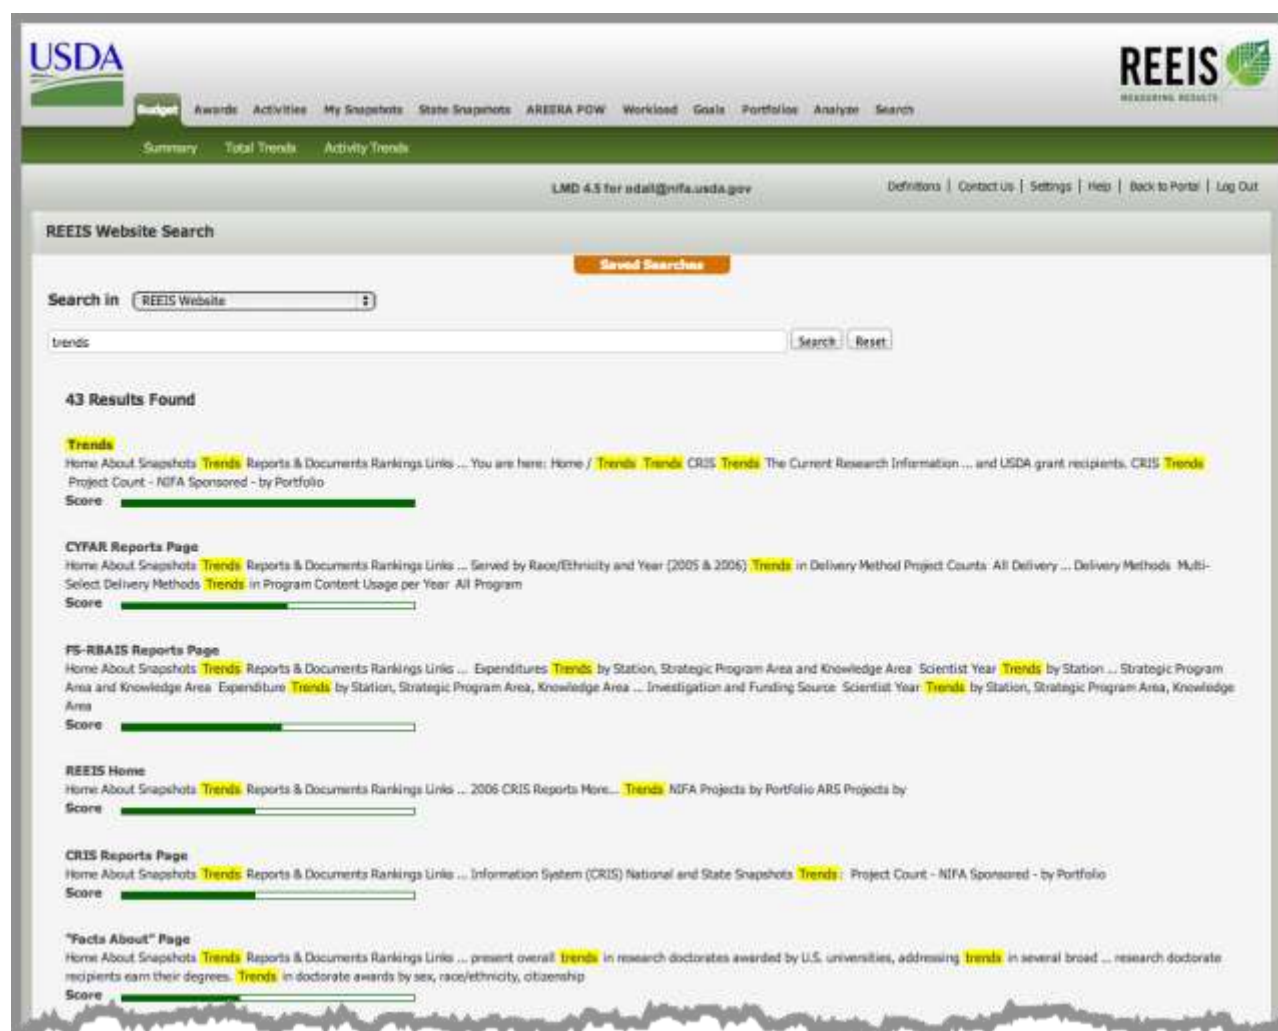 USDA
REEIS
MEASURING RESULTS
Budget Awards Activities My Snapshots State Snapshots AREERA POW Workload Goals Portfolios Analyze Search
Summary Total Trends Activity Trends
LMD 4.5 for odail@nifa.usda.gov Definitions | Contact Us | Settings | Help | Back to Portal | Log Out
REEIS Website Search
Saved Searches
Search in REEIS Website
trends Search Reset
43 Results Found
Trends
Home About Snapshots Trends Reports & Documents Rankings Links ... You are here: Home / Trends Trends CRIS Trends The Current Research Information ... and USDA grant recipients. CRIS Trends
Project Count - NIFA Sponsored - by Portfolio
Score
CYFAR Reports Page
Home About Snapshots Trends Reports & Documents Rankings Links ... Served by Race/Ethnicity and Year (2005 & 2006) Trends in Delivery Method Project Counts All Delivery ... Delivery Methods Multi-
Select Delivery Methods Trends in Program Content Usage per Year All Program
Score
FS-RBAIS Reports Page
Home About Snapshots Trends Reports & Documents Rankings Links ... Expenditures Trends by Station, Strategic Program Area and Knowledge Area Scientist Year Trends by Station ... Strategic Program
Area and Knowledge Area Expenditure Trends by Station, Strategic Program Area, Knowledge Area ... Investigation and Funding Source Scientist Year Trends by Station, Strategic Program Area, Knowledge
Area
Score
REEIS Home
Home About Snapshots Trends Reports & Documents Rankings Links ... 2006 CRIS Reports More... Trends NIFA Projects by Portfolio ARS Projects by
Score
CRIS Reports Page
Home About Snapshots Trends Reports & Documents Rankings Links ... Information System (CRIS) National and State Snapshots Trends: Project Count - NIFA Sponsored - by Portfolio
Score
"Facts About" Page
Home About Snapshots Trends Reports & Documents Rankings Links ... present overall trends in research doctorates awarded by U.S. universities, addressing trends in several broad ... research doctorate
recipients earn their degrees. Trends in doctorate awards by sex, race/ethnicity, citizenship
Score